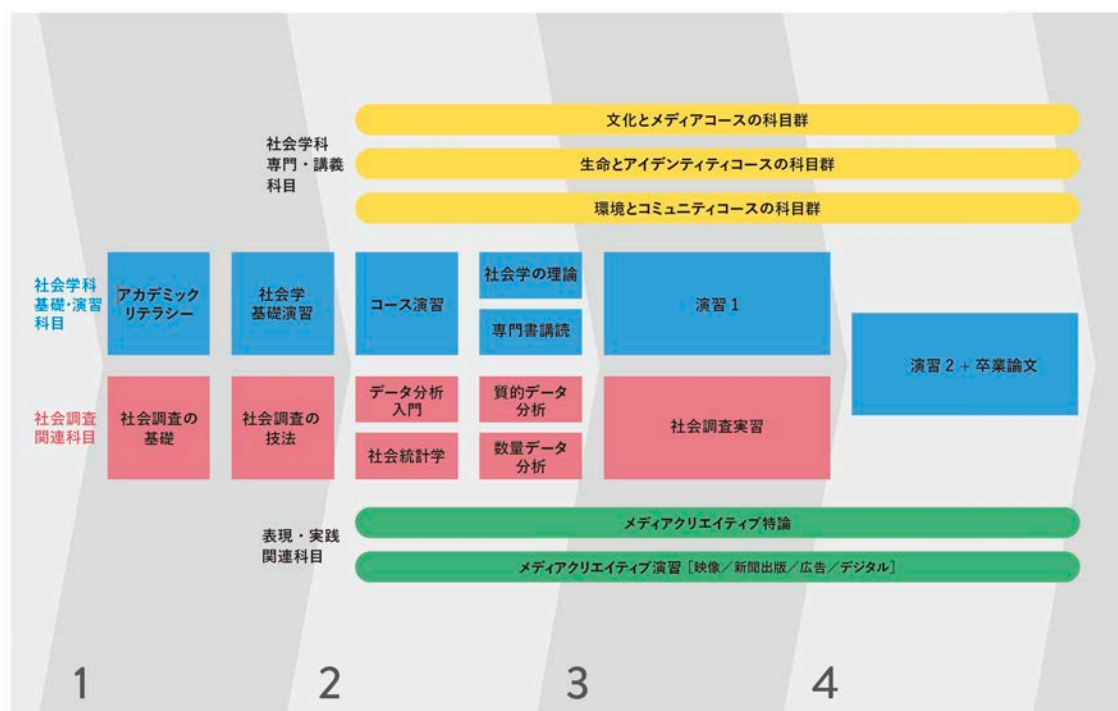 文化とメディアコースの科目群
社会学科
専門・講義
科目
生命とアイデンティティコースの科目群
環境とコミュニティコースの科目群
社会学科
基礎・演習
科目
アカデミック
リテラシー
社会学
基礎演習
コース演習
社会学の理論
専門書講読
演習 1
演習 2 + 卒業論文
社会調査
関連科目
社会調査の
基礎
社会調査の
技法
データ分析
入門
社会統計学
質的データ
分析
数量データ
分析
社会調査実習
表現・実践
関連科目
メディアクリエイティブ特論
メディアクリエイティブ演習［映像／新聞出版／広告／デジタル］
1
2
3
4